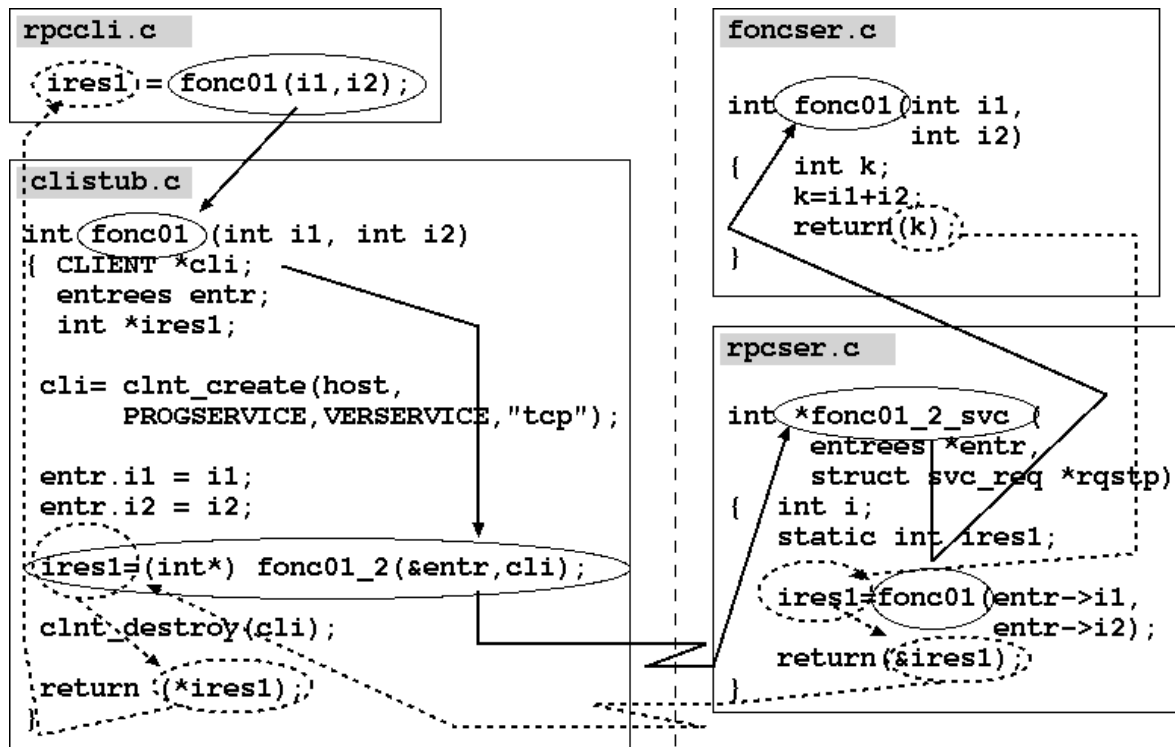 rpccli.c
ires1 = fonc01(i1,i2);
clistub.c
int fonc01 (int i1, int i2)
{ CLIENT *cli;
entrees entr;
int *ires1;
cli= clnt_create(host,
PROGSERVICE,VERSERVICE,"tcp");
entr.i1 = i1;
entr.i2 = i2;
ires1=(int*) fonc01_2(&entr,cli);
clnt_destroy(cli);
return (*ires1);
}
foncser.c
int fonc01(int i1,
int i2)
{ int k;
k=i1+i2;
return(k);
}
rpcser.c
int *fonc01_2_svc (
entrees *entr,
struct svc_req *rqstp)
{ int i;
static int ires1;
ires1=fonc01(entr->i1,
entr->i2);
return(&ires1);
}